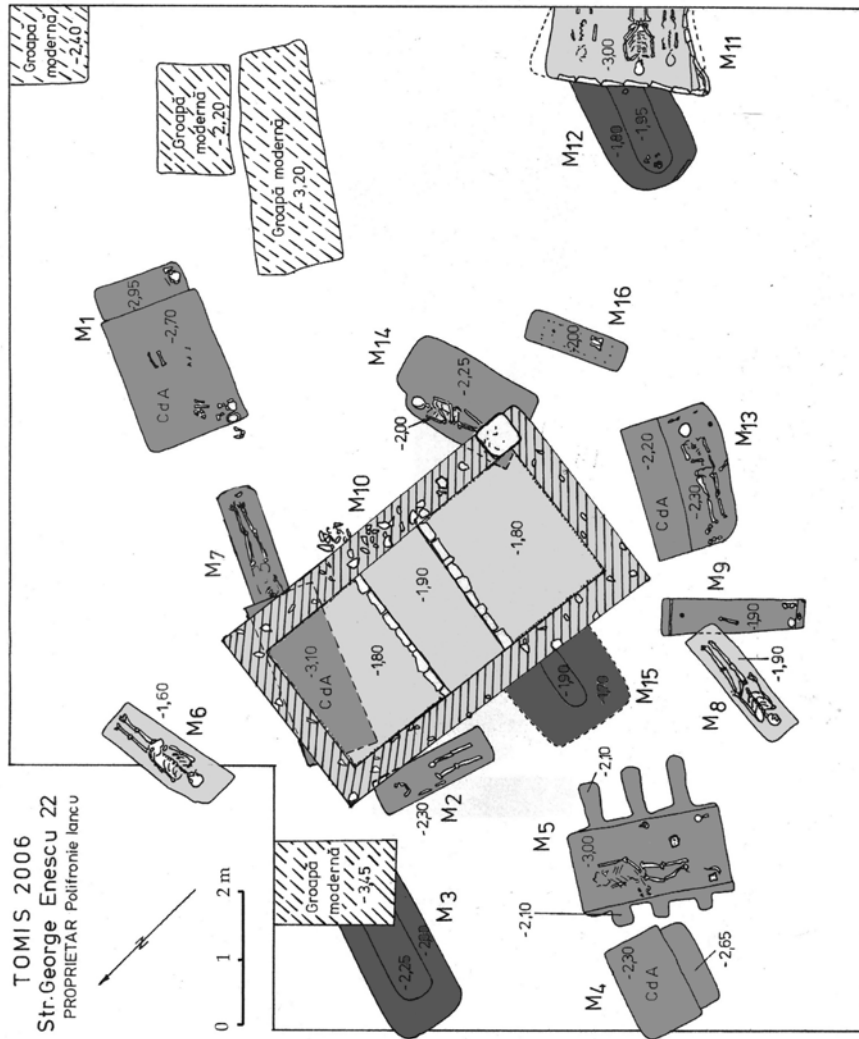 TOMIS 2006
Str.George Enescu 22
PROPRIETAR Polifronie Iancu
N
0 1 2m
Groapă
modernă
-2,40
Groapă
modernă
-2,20
Groapă modernă
-3,20
M1
-2,95
-2,70
CdA
M11
-3,00
M12
-1,80
-1,95
M16
-2,00
M14
-2,25
-2,00
M10
-1,80
-1,90
-1,80
-3,10
CdA
M7
M13
-2,20
CdA
-2,30
M9
-1,90
M8
-1,90
M15
-1,90
M6
-1,60
M2
-2,30
Groapă
modernă
-3,45
M3
-2,25
M5
-2,10
-3,00
-2,10
M4
-2,30
CdA
-2,65